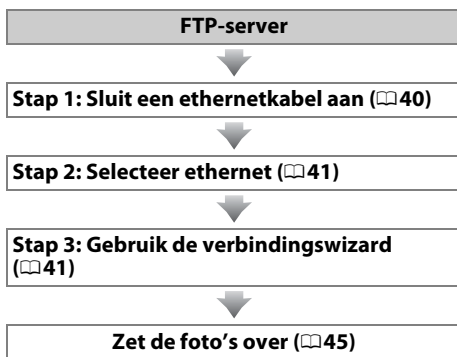 FTP-server
Stap 1: Sluit een ethernetkabel aan (📖40)
Stap 2: Selecteer ethernet (📖41)
Stap 3: Gebruik de verbindingswizard
(📖41)
Zet de foto's over (📖45)